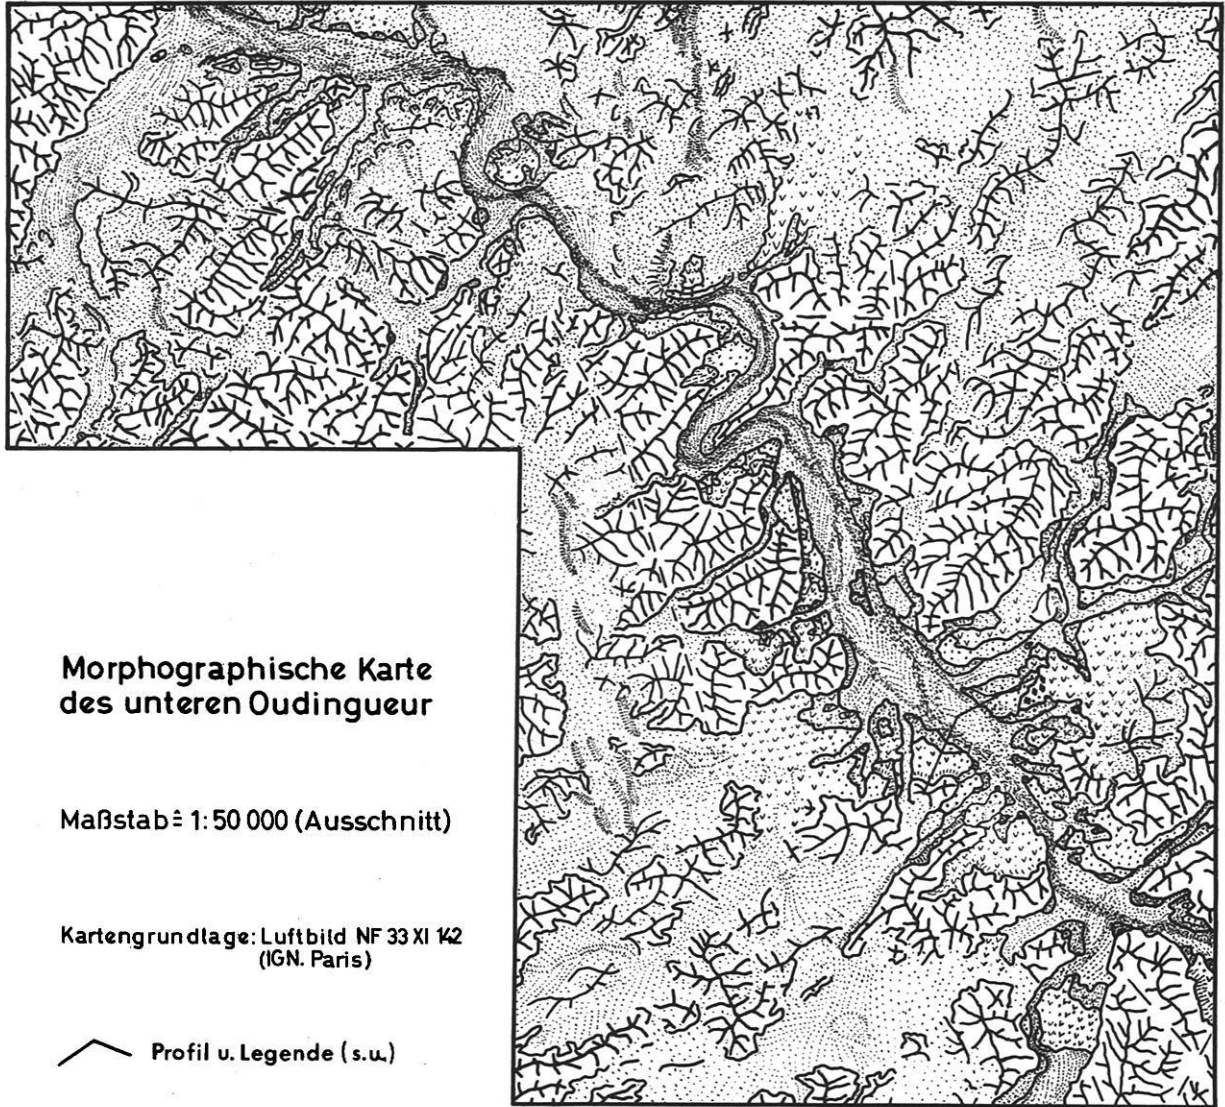 Morphographische Karte
des unteren Oudingueur
Maßstab ≙ 1: 50 000 (Ausschnitt)
Kartengrundlage: Luftbild NF 33 XI 142
(IGN. Paris)
Profil u. Legende (s.u.)